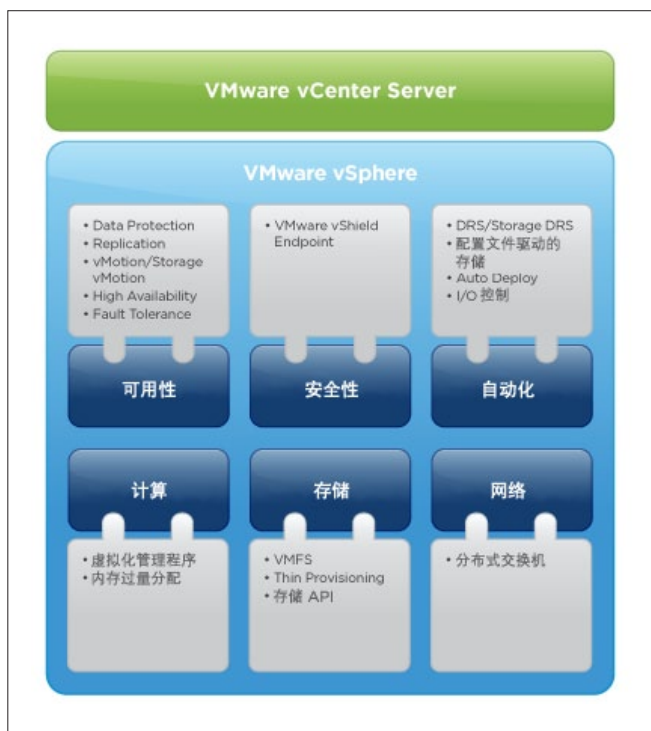 VMware vCenter Server
VMware vSphere
• Data Protection
• Replication
• vMotion/Storage
vMotion
• High Availability
• Fault Tolerance
• VMware vShield
Endpoint
• DRS/Storage DRS
• 配置文件驱动的
存储
• Auto Deploy
• I/O 控制
可用性
安全性
自动化
计算
存储
网络
• 虚拟化管理程序
• 内存过量分配
• VMFS
• Thin Provisioning
• 存储 API
• 分布式交换机